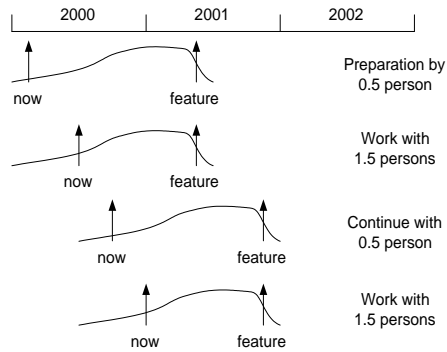 2000 2001 2002
Preparation by
0.5 person
now feature
Work with
1.5 persons
now feature
Continue with
0.5 person
now feature
Work with
1.5 persons
now feature